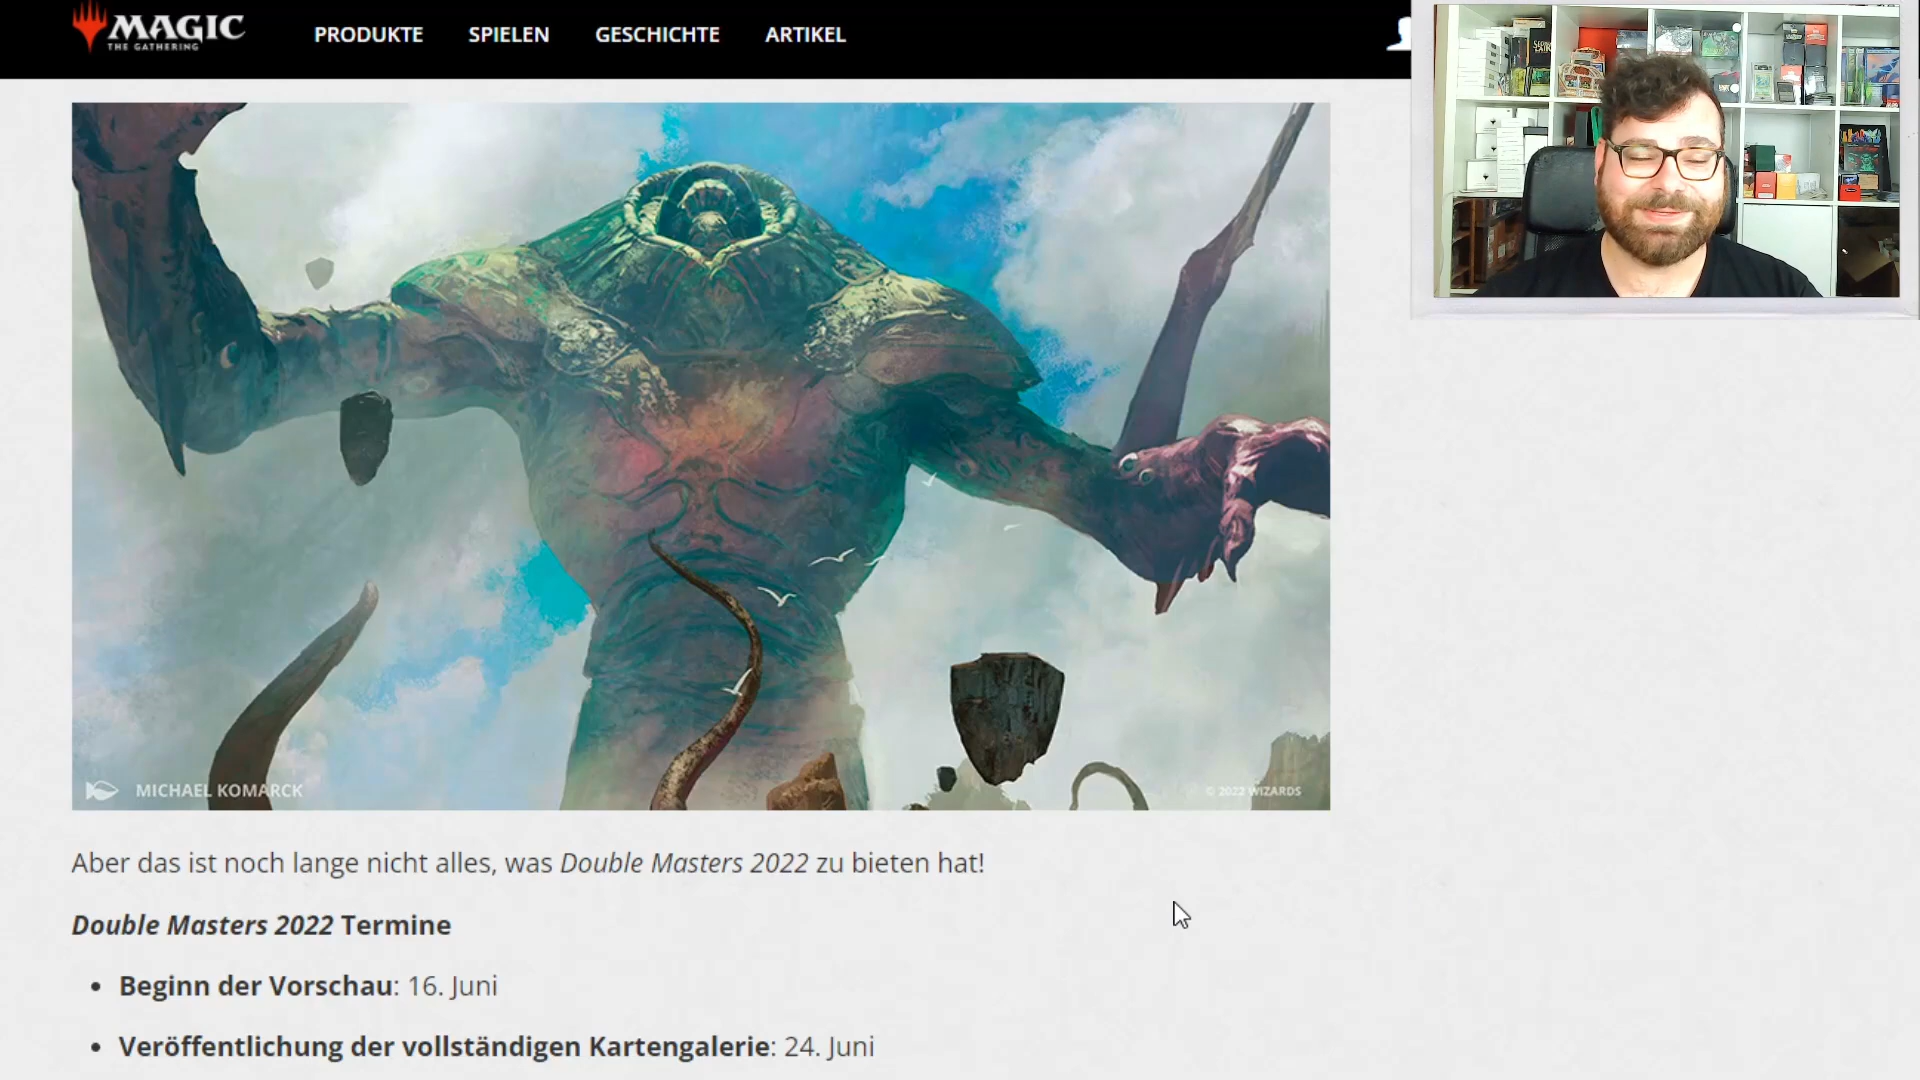 MAGIC
THE GATHERING
PRODUKTE SPIELEN GESCHICHTE ARTIKEL
MICHAEL KOMARCK
© 2022 WIZARDS
Aber das ist noch lange nicht alles, was Double Masters 2022 zu bieten hat!
Double Masters 2022 Termine
• Beginn der Vorschau: 16. Juni
• Veröffentlichung der vollständigen Kartengalerie: 24. Juni